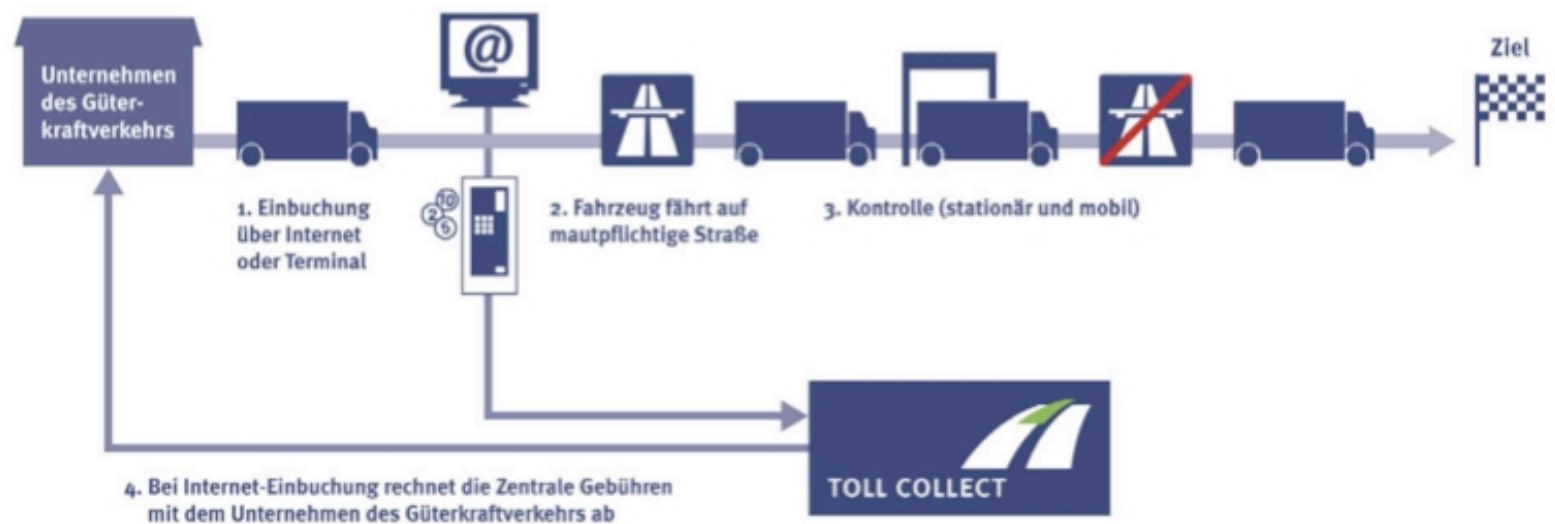 Unternehmen
des Güter-
kraftverkehrs
@
Ziel
10
2
5
1. Einbuchung
über Internet
oder Terminal
2. Fahrzeug fährt auf
mautpflichtige Straße
3. Kontrolle (stationär und mobil)
TOLL COLLECT
4. Bei Internet-Einbuchung rechnet die Zentrale Gebühren
mit dem Unternehmen des Güterkraftverkehrs ab